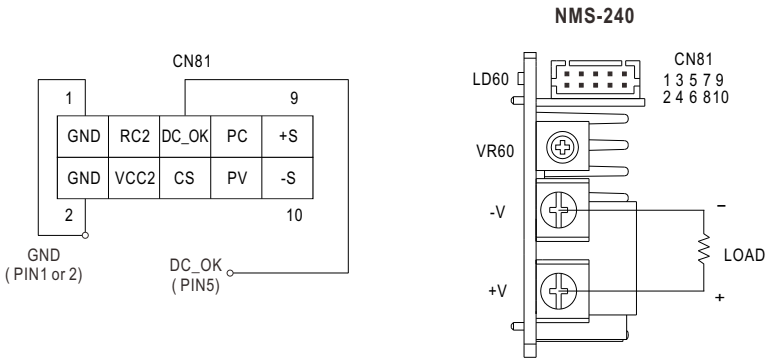 NMS-240
CN81
1 9
GND RC2 DC_OK PC +S
GND VCC2 CS PV -S
2 10
GND
( PIN1 or 2)
DC_OK
( PIN5)
LD60
CN81
1 3 5 7 9
2 4 6 8 10
VR60
-V
+V
−
LOAD
+